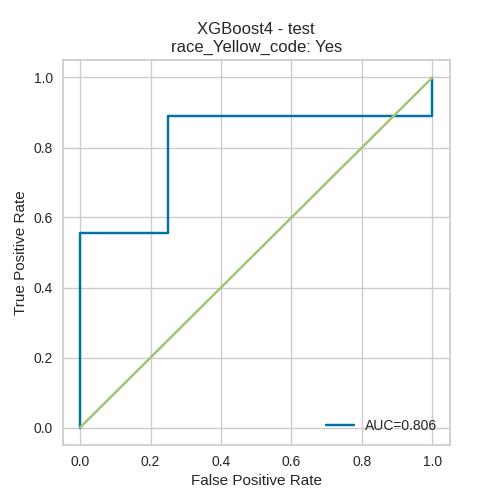 XGBoost4 - test
race_Yellow_code: Yes
True Positive Rate
1.0
0.8
0.6
0.4
0.2
0.0
AUC=0.806
0.0 0.2 0.4 0.6 0.8 1.0
False Positive Rate